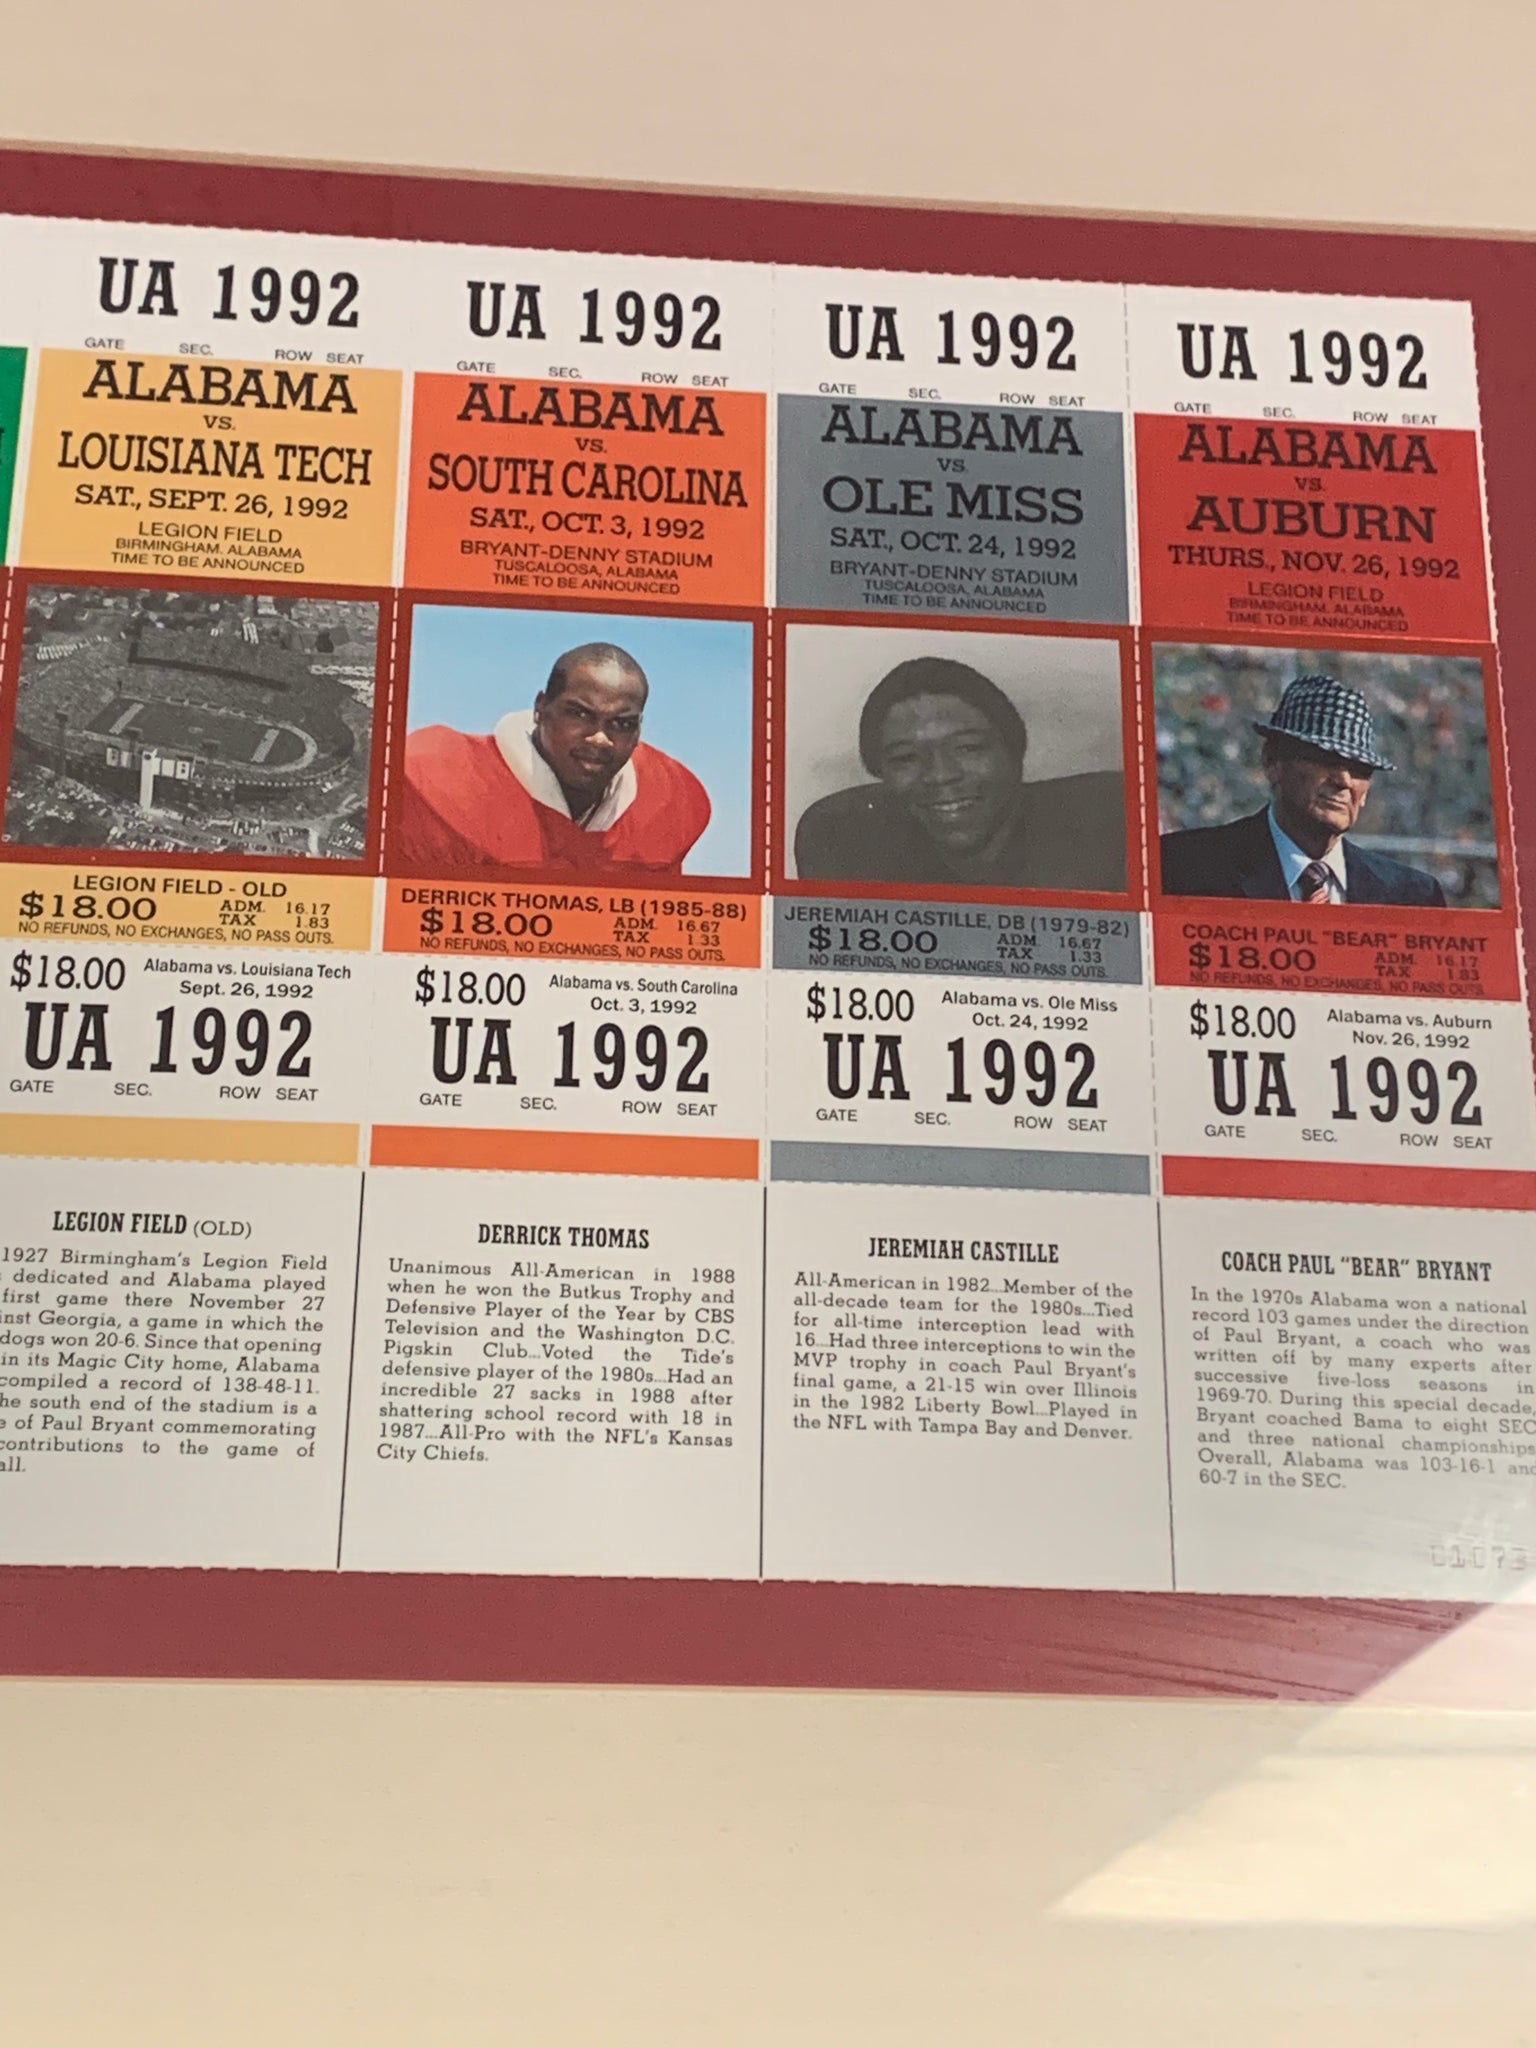 UA 1992
GATE SEC. ROW SEAT
ALABAMA
VS.
LOUISIANA TECH
SAT., SEPT. 26, 1992
LEGION FIELD
BIRMINGHAM, ALABAMA
TIME TO BE ANNOUNCED
LEGION FIELD - OLD
$18.00 ADM. 16.17
TAX 1.83
NO REFUNDS, NO EXCHANGES, NO PASS OUTS.
$18.00 Alabama vs. Louisiana Tech
Sept. 26, 1992
UA 1992
GATE SEC. ROW SEAT
LEGION FIELD (OLD)
1927 Birmingham's Legion Field
dedicated and Alabama played
first game there November 27
inst Georgia, a game in which the
dogs won 20-6. Since that opening
in its Magic City home, Alabama
compiled a record of 138-48-11.
he south end of the stadium is a
e of Paul Bryant commemorating
contributions to the game of
all.
UA 1992
GATE SEC. ROW SEAT
ALABAMA
VS.
SOUTH CAROLINA
SAT., OCT. 3, 1992
BRYANT-DENNY STADIUM
TUSCALOOSA, ALABAMA
TIME TO BE ANNOUNCED
DERRICK THOMAS, LB (1985-88)
$18.00 ADM. 16.67
TAX 1.33
NO REFUNDS, NO EXCHANGES, NO PASS OUTS.
$18.00 Alabama vs. South Carolina
Oct. 3, 1992
UA 1992
GATE SEC. ROW SEAT
DERRICK THOMAS
Unanimous All-American in 1988
when he won the Butkus Trophy and
Defensive Player of the Year by CBS
Television and the Washington D.C.
Pigskin Club...Voted the Tide's
defensive player of the 1980s...Had an
incredible 27 sacks in 1988 after
shattering school record with 18 in
1987...All-Pro with the NFL's Kansas
City Chiefs.
UA 1992
GATE SEC. ROW SEAT
ALABAMA
VS.
OLE MISS
SAT., OCT. 24, 1992
BRYANT-DENNY STADIUM
TUSCALOOSA, ALABAMA
TIME TO BE ANNOUNCED
JEREMIAH CASTILLE, DB (1979-82)
$18.00 ADM. 16.67
TAX 1.33
NO REFUNDS, NO EXCHANGES, NO PASS OUTS.
$18.00 Alabama vs. Ole Miss
Oct. 24, 1992
UA 1992
GATE SEC. ROW SEAT
JEREMIAH CASTILLE
All-American in 1982...Member of the
all-decade team for the 1980s...Tied
for all-time interception lead with
16...Had three interceptions to win the
MVP trophy in coach Paul Bryant's
final game, a 21-15 win over Illinois
in the 1982 Liberty Bowl...Played in
the NFL with Tampa Bay and Denver.
UA 1992
GATE SEC. ROW SEAT
ALABAMA
VS.
AUBURN
THURS., NOV. 26, 1992
LEGION FIELD
BIRMINGHAM, ALABAMA
TIME TO BE ANNOUNCED
COACH PAUL "BEAR" BRYANT
$18.00 ADM. 16.17
TAX 1.83
NO REFUNDS, NO EXCHANGES, NO PASS OUTS.
$18.00 Alabama vs. Auburn
Nov. 26, 1992
UA 1992
GATE SEC. ROW SEAT
COACH PAUL "BEAR" BRYANT
In the 1970s Alabama won a national
record 103 games under the direction
of Paul Bryant, a coach who was
written off by many experts after
successive five-loss seasons in
1969-70. During this special decade,
Bryant coached Bama to eight SEC
and three national championships
Overall, Alabama was 103-16-1 and
60-7 in the SEC.